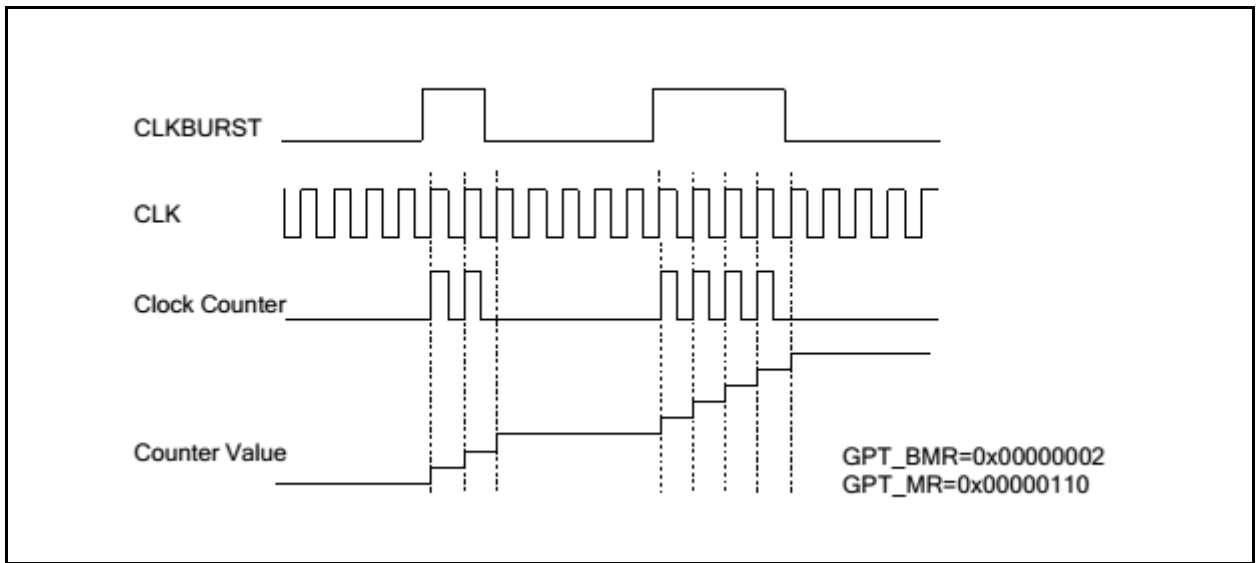 CLKBURST
CLK
Clock Counter
Counter Value
GPT_BMR=0x00000002
GPT_MR=0x00000110